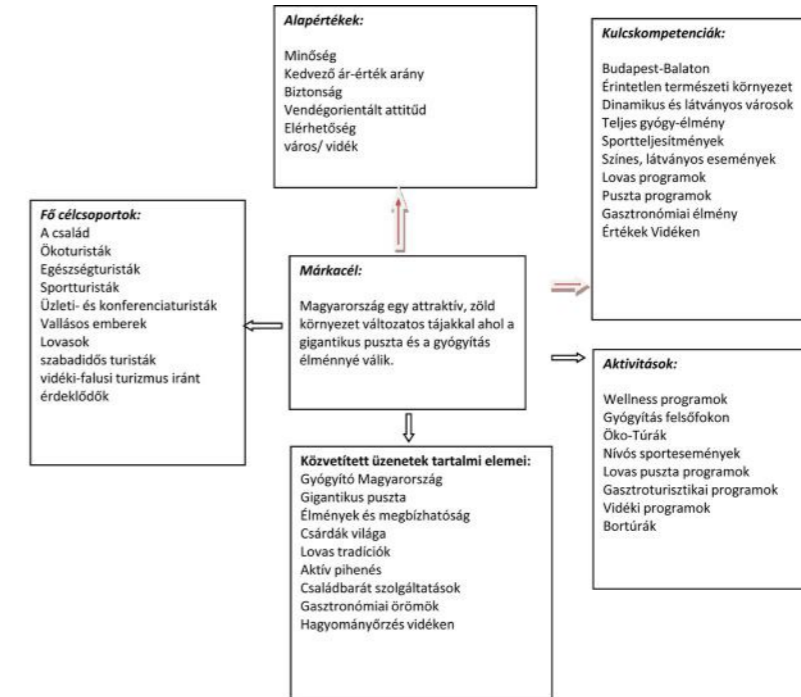 Alapértékek:
Minőség
Kedvező ár-érték arány
Biztonság
Vendégorientált attitűd
Elérhetőség
város/ vidék
Kulcskompetenciák:
Budapest-Balaton
Érintetlen természeti környezet
Dinamikus és látványos városok
Teljes gyógy-élmény
Sportteljesítmények
Színes, látványos események
Lovas programok
Puszta programok
Gasztronómiai élmény
Értékek Vidéken
Fő célcsoportok:
A család
Ökoturisták
Egészségturisták
Sportturisták
Üzleti- és konferenciaturisták
Vallásos emberek
Lovasok
szabadidős turisták
vidéki-falusi turizmus iránt
érdeklődők
Márkacél:
Magyarország egy attraktív, zöld
környezet változatos tájakkal ahol a
gigantikus puszta és a gyógyítás
élménnyé válik.
Aktivitások:
Wellness programok
Gyógyítás felsőfokon
Öko-Túrák
Nívós sportesemények
Lovas puszta programok
Gasztroturisztikai programok
Vidéki programok
Bortúrák
Közvetített üzenetek tartalmi elemei:
Gyógyító Magyarország
Gigantikus puszta
Élmények és megbízhatóság
Csárdák világa
Lovas tradíciók
Aktív pihenés
Családbarát szolgáltatások
Gasztronómiai örömök
Hagyományőrzés vidéken